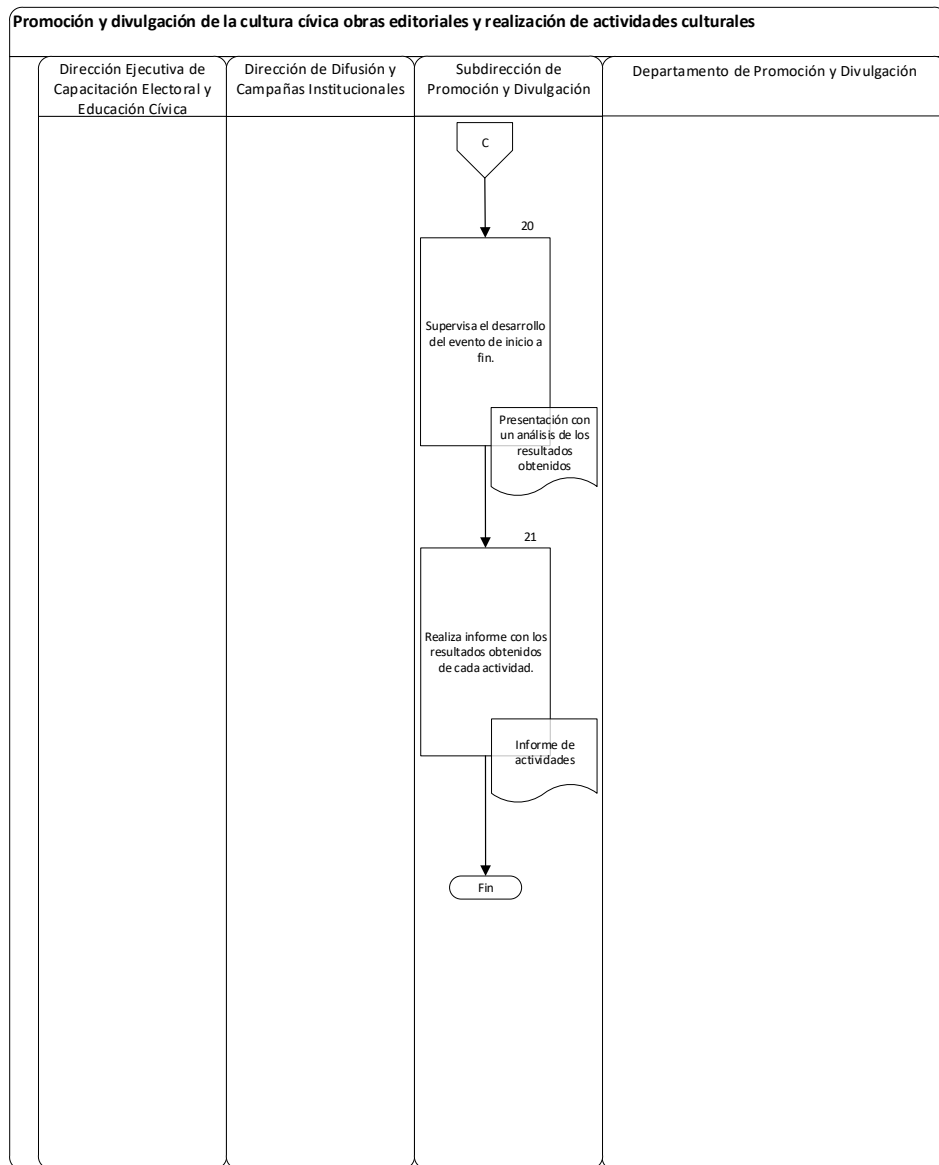 Promoción y divulgación de la cultura cívica obras editoriales y realización de actividades culturales
Dirección Ejecutiva de
Capacitación Electoral y
Educación Cívica
Dirección de Difusión y
Campañas Institucionales
Subdirección de
Promoción y Divulgación
Departamento de Promoción y Divulgación
C
20
Supervisa el desarrollo
del evento de inicio a
fin.
Presentación con
un análisis de los
resultados
obtenidos
21
Realiza informe con los
resultados obtenidos
de cada actividad.
Informe de
actividades
Fin